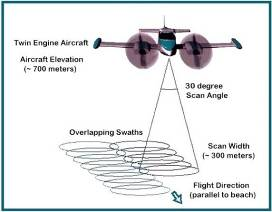 Twin Engine Aircraft
Aircraft Elevation
(~ 700 meters)
30 degree
Scan Angle
Overlapping Swaths
Scan Width
(~ 300 meters)
Flight Direction
(parallel to beach)